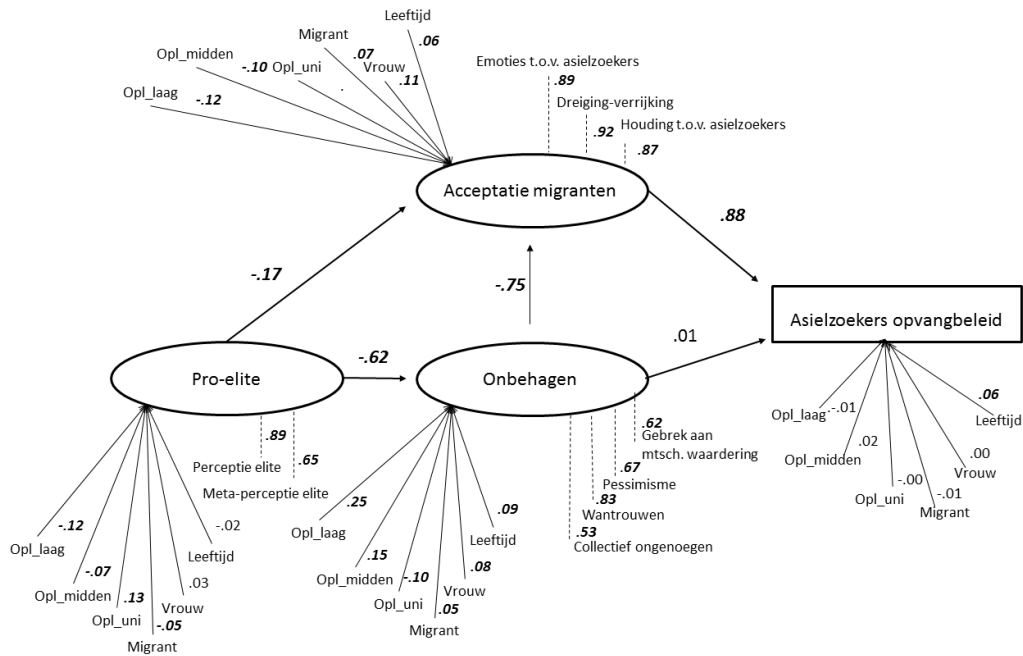 Leeftijd
.06
Migrant
.07
Opl_midden
-.10
Opl_uni
Vrouw
.11
Opl_laag
-.12
Emoties t.o.v. asielzoekers
.89
Dreiging-verrijking
.92
Houding t.o.v. asielzoekers
.87
Acceptatie migranten
.88
-.17
-.75
Asielzoekers opvangbeleid
.01
-.62
Pro-elite
Onbehagen
.06
Leeftijd
Opl_laag
-.01
.02
Opl_midden
.00
Vrouw
-.00
Opl_uni
-.01
Migrant
.89
Perceptie elite
.65
Meta-perceptie elite
.62
Gebrek aan
mtsch. waardering
.67
Pessimisme
.83
Wantrouwen
.53
Collectief ongenoegen
-.12
Opl_laag
-.07
Opl_midden
.13
Opl_uni
-.05
Migrant
.03
Vrouw
-.02
Leeftijd
.25
Opl_laag
.15
Opl_midden
-.10
Opl_uni
.05
Migrant
.08
Vrouw
.09
Leeftijd